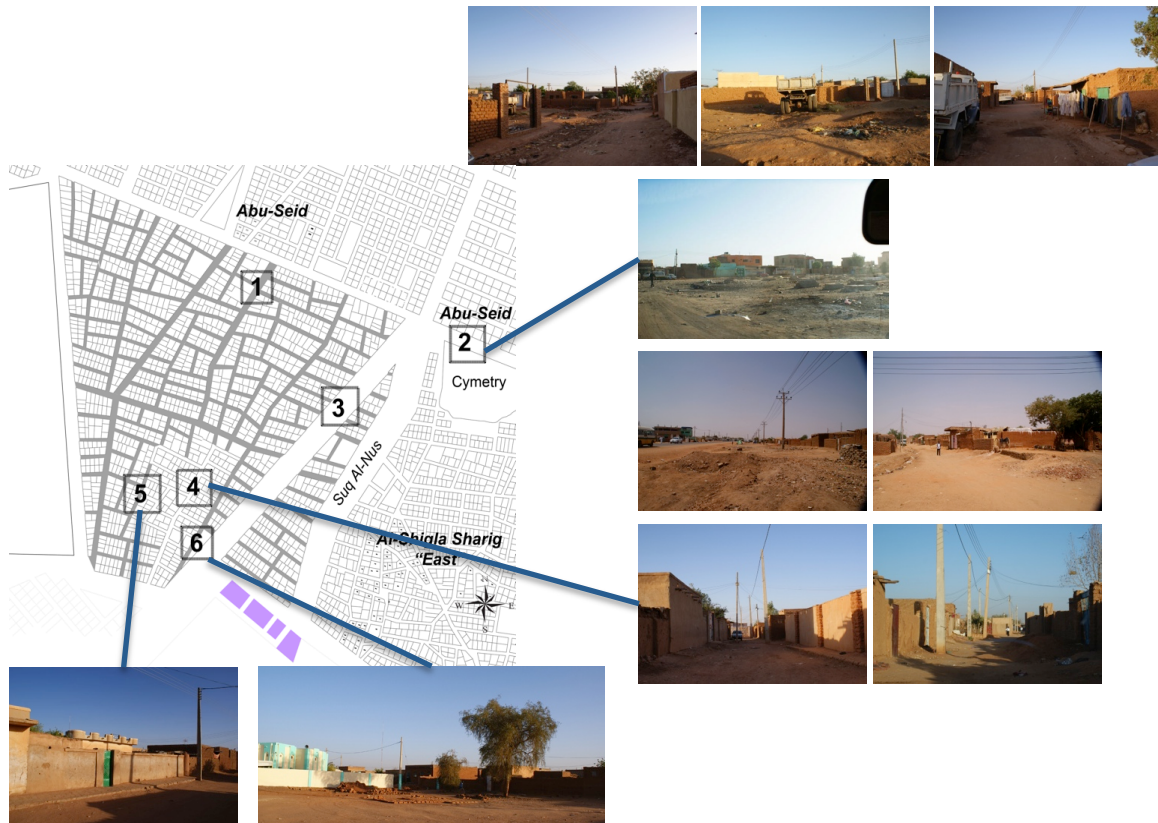 Abu-Seid
1
Abu-Seid
2
Cymetry
3
Suq Al-Nus
5
4
6
Al-Shigla Sharig
"East"
N
W E
S